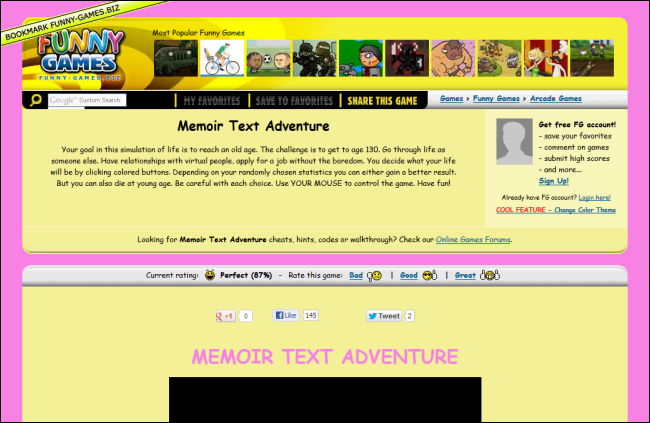 BOOKMARK FUNNY-GAMES.BIZ
FUNNY
GAMES
FUNNY-GAMES.BIZ
Most Popular Funny Games
Google™ Custom Search
MY FAVORITES | SAVE TO FAVORITES | SHARE THIS GAME
Games > Funny Games > Arcade Games
Memoir Text Adventure
Your goal in this simulation of life is to reach an old age. The challenge is to get to age 130. Go through life as
someone else. Have relationships with virtual people, apply for a job without the boredom. You decide what your life
will be by clicking colored buttons. Depending on your randomly chosen statistics you can either gain a better result.
But you can also die at young age. Be careful with each choice. Use YOUR MOUSE to control the game. Have fun!
Get free FG account!
- save your favorites
- comment on games
- submit high scores
- and more...
Sign Up!
Already have FG account? Login here!
COOL FEATURE - Change Color Theme
Looking for Memoir Text Adventure cheats, hints, codes or walkthrough? Check our Online Games Forums.
Current rating: Perfect (87%) - Rate this game: Bad | Good | Great
+1 0
Like 145
Tweet 2
MEMOIR TEXT ADVENTURE